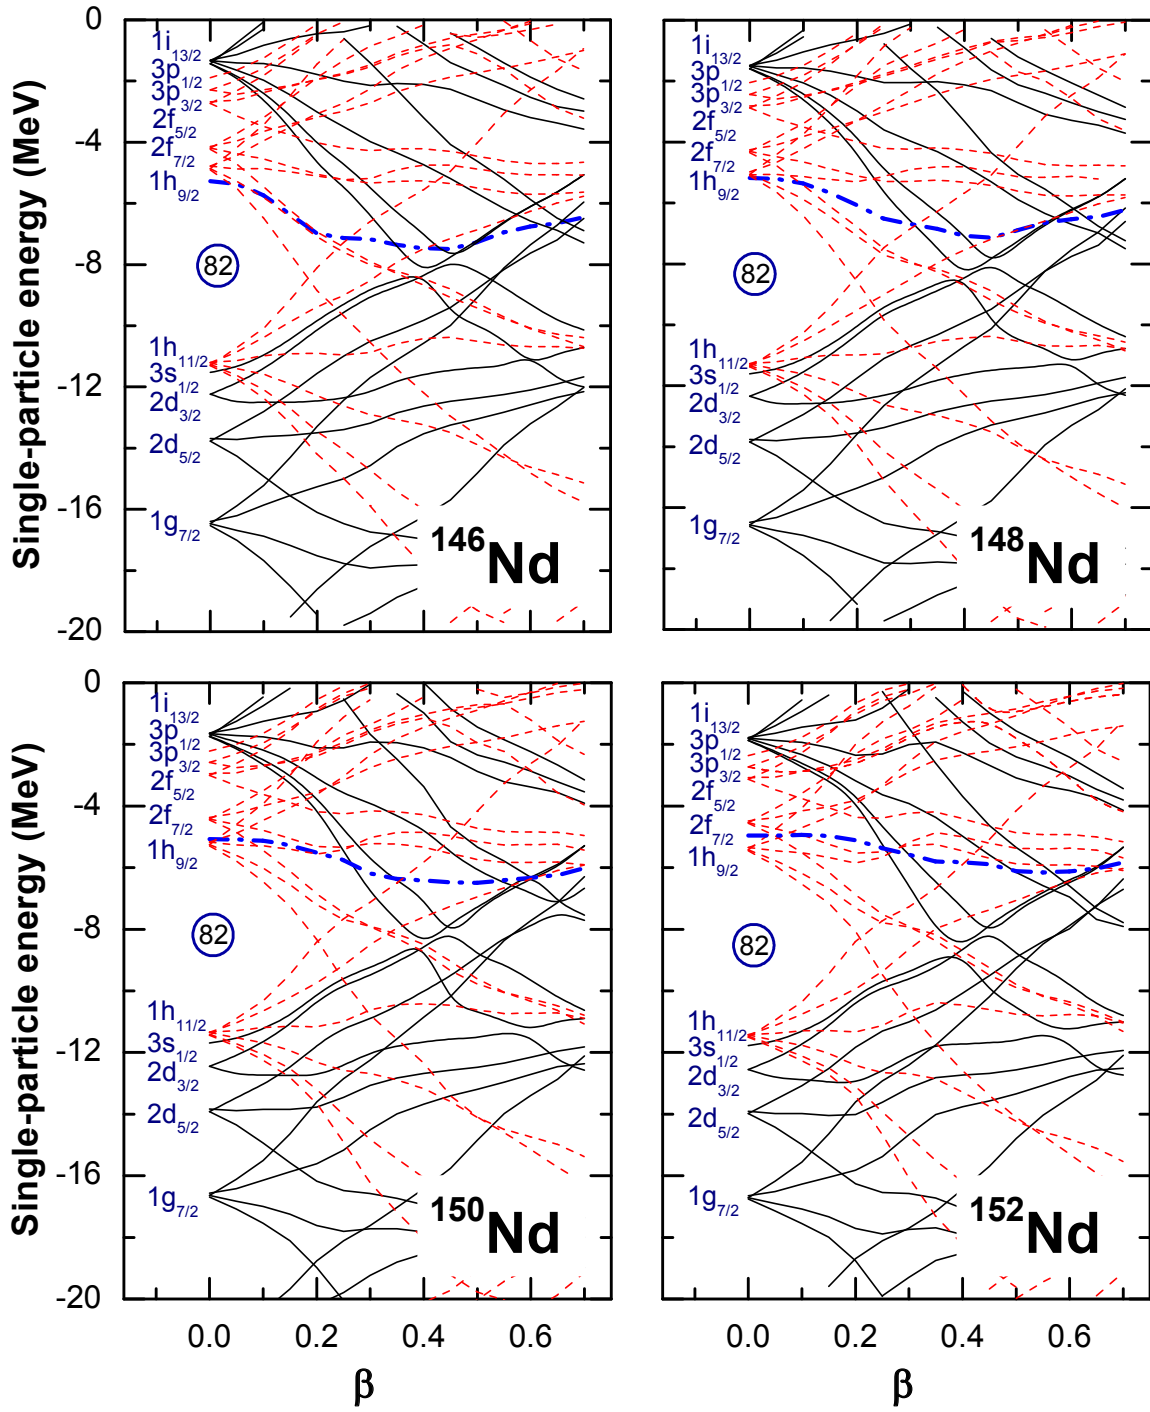 Single-particle energy (MeV)
0
-4
-8
-12
-16
-20
1i13/2
3p1/2
3p3/2
2f5/2
2f7/2
1h9/2
82
1h11/2
3s1/2
2d3/2
2d5/2
1g7/2
146Nd
1i13/2
3p1/2
3p3/2
2f5/2
2f7/2
1h9/2
82
1h11/2
3s1/2
2d3/2
2d5/2
1g7/2
148Nd
Single-particle energy (MeV)
0
-4
-8
-12
-16
-20
1i13/2
3p1/2
3p3/2
2f5/2
2f7/2
1h9/2
82
1h11/2
3s1/2
2d3/2
2d5/2
1g7/2
150Nd
0.0 0.2 0.4 0.6
β
1i13/2
3p1/2
3p3/2
2f5/2
2f7/2
1h9/2
82
1h11/2
3s1/2
2d3/2
2d5/2
1g7/2
152Nd
0.0 0.2 0.4 0.6
β